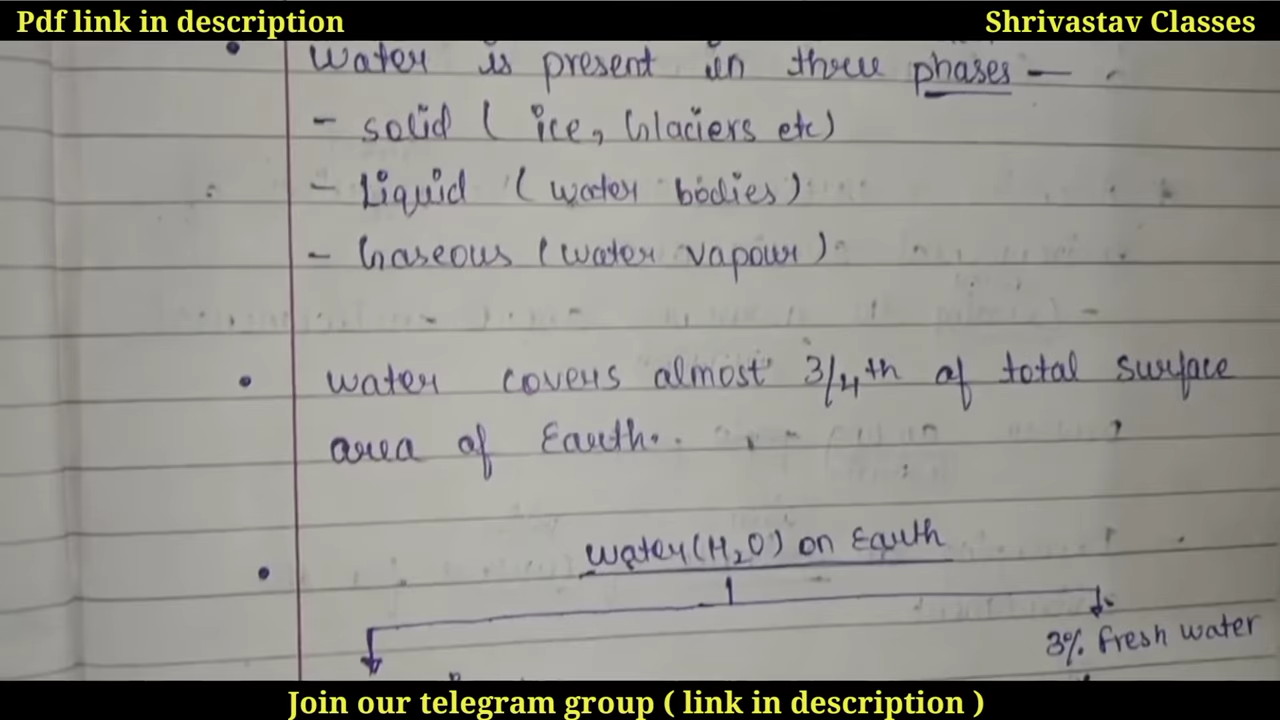 Pdf link in description
Shrivastav Classes
Water is present in three phases —
- solid ( ice, Glaciers etc)
- Liquid ( water bodies)
- Gaseous (water vapour)
water covers almost 3/4th of total surface
area of Earth.
water(H₂O) on Earth
3% fresh water
Join our telegram group ( link in description )